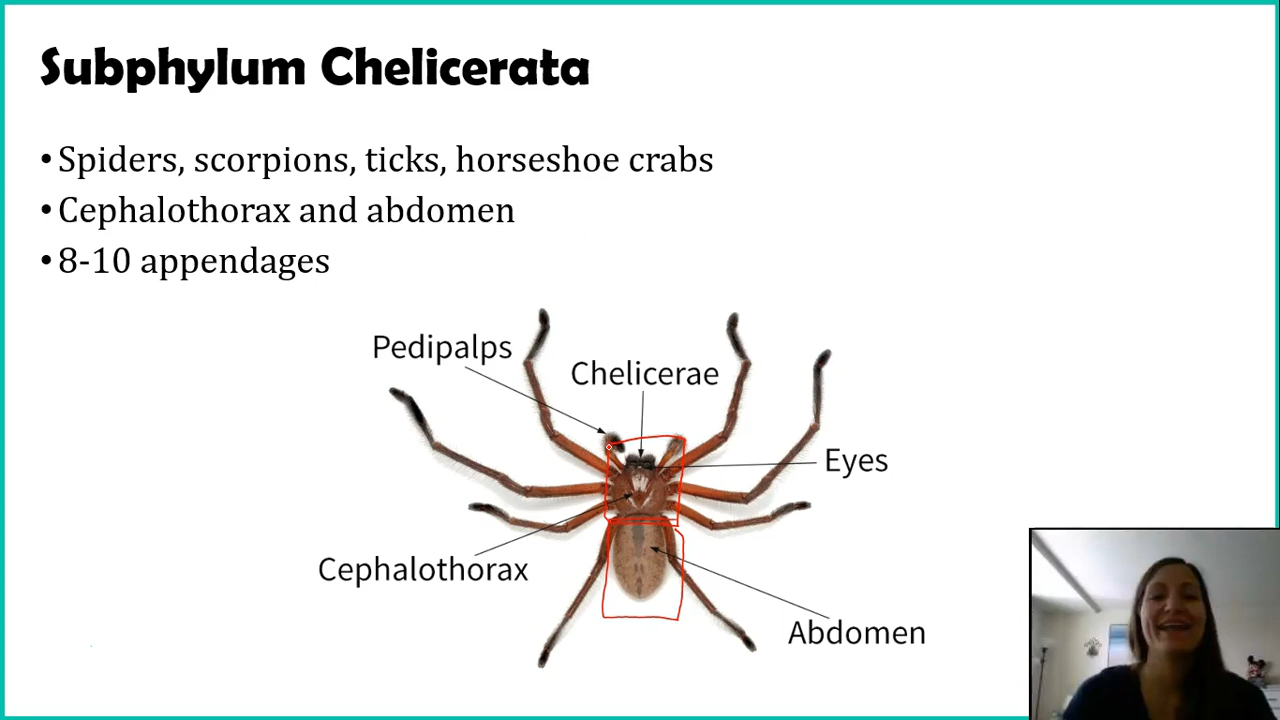 Subphylum Chelicerata
• Spiders, scorpions, ticks, horseshoe crabs
• Cephalothorax and abdomen
• 8-10 appendages
Pedipalps
Chelicerae
Eyes
Cephalothorax
Abdomen